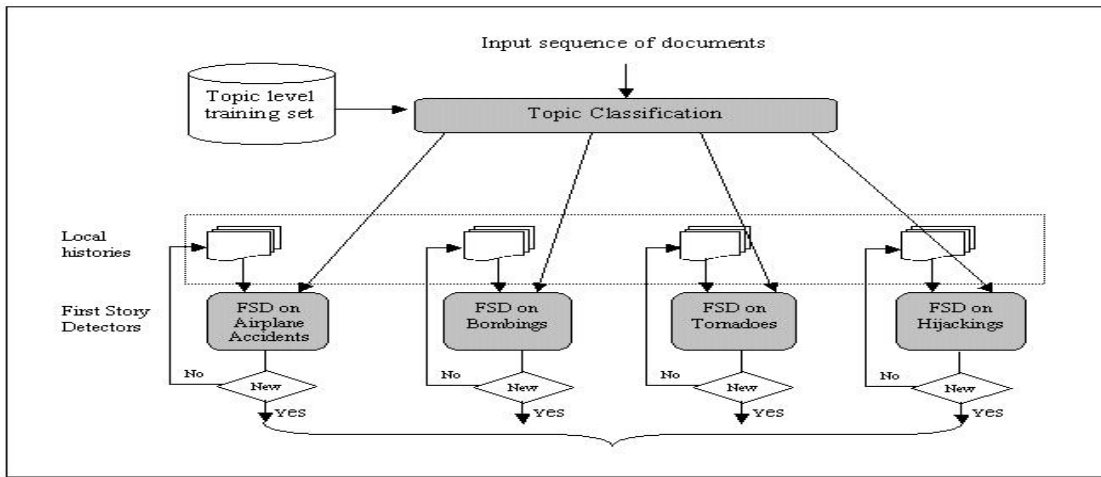 Input sequence of documents
Topic level
training set
Topic Classification
Local
histories
First Story
Detectors
FSD on
Airplane
Accidents
FSD on
Bombings
FSD on
Tornadoes
FSD on
Hijackings
No
New
YES
No
New
YES
No
New
YES
No
New
YES